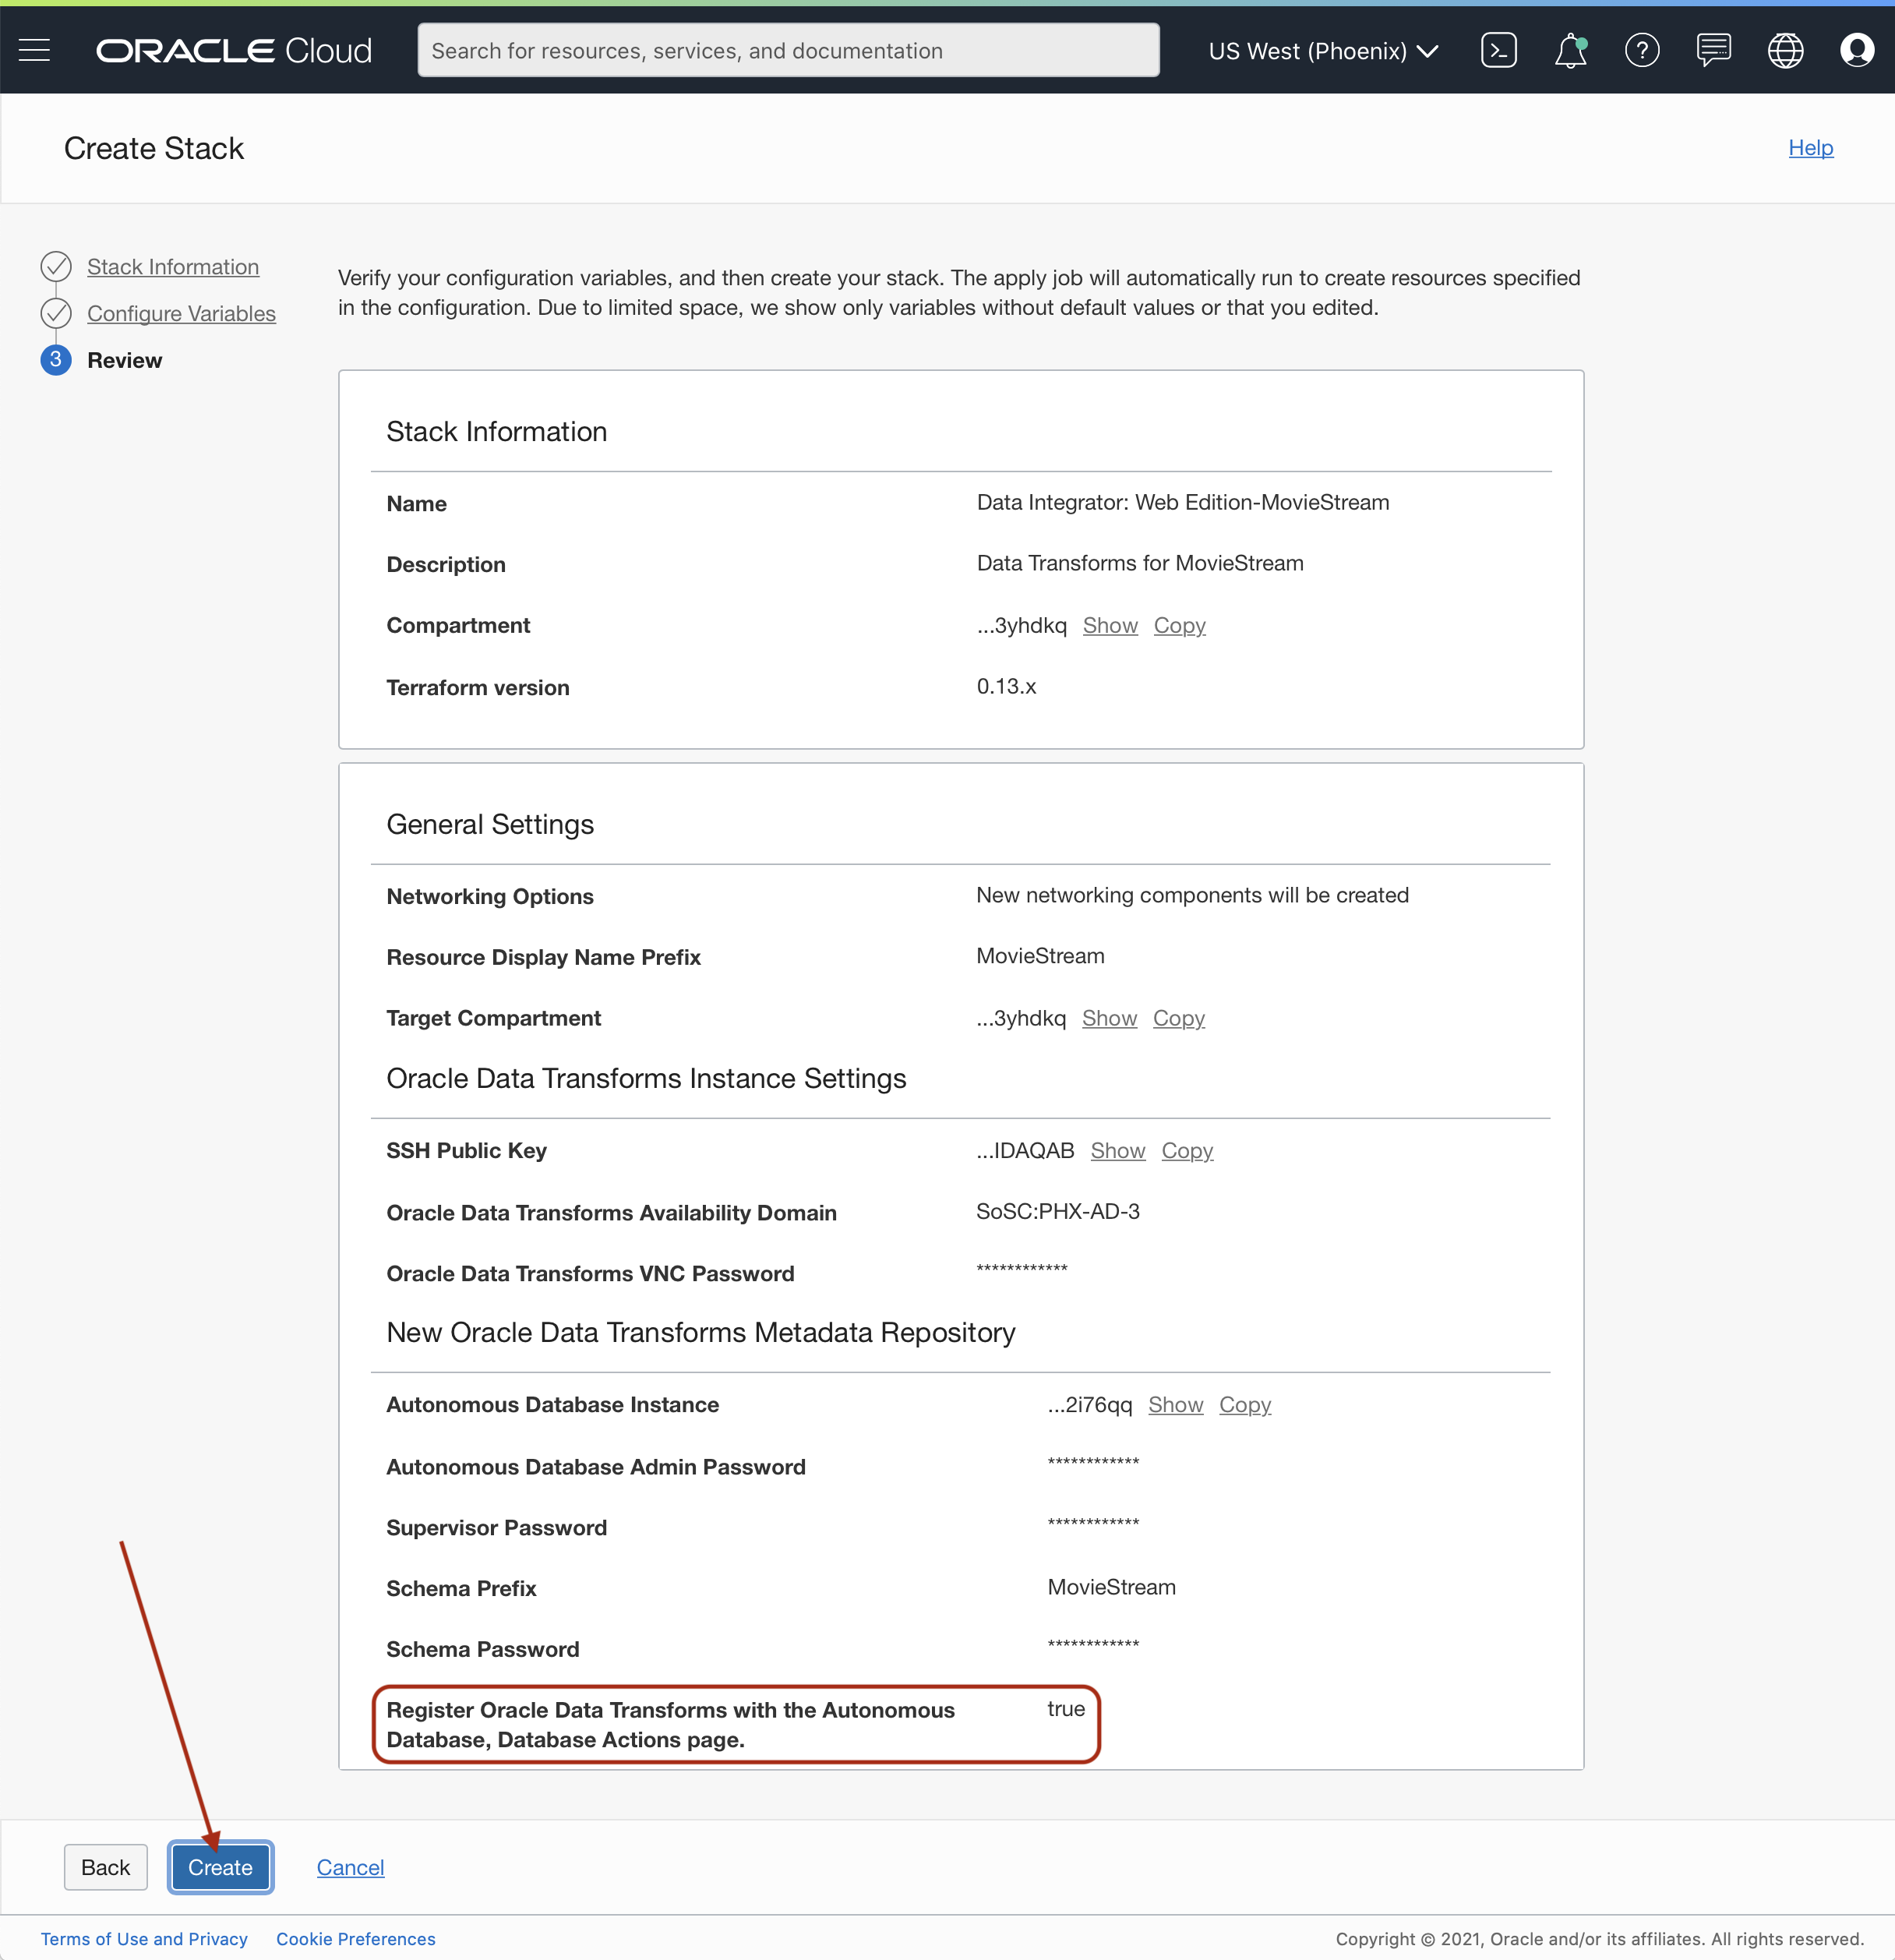 ORACLE Cloud
Search for resources, services, and documentation
US West (Phoenix)
Create Stack
Help
Stack Information
Configure Variables
3 Review
Verify your configuration variables, and then create your stack. The apply job will automatically run to create resources specified
in the configuration. Due to limited space, we show only variables without default values or that you edited.
Stack Information
Name Data Integrator: Web Edition-MovieStream
Description Data Transforms for MovieStream
Compartment ...3yhdkq Show Copy
Terraform version 0.13.x
General Settings
Networking Options New networking components will be created
Resource Display Name Prefix MovieStream
Target Compartment ...3yhdkq Show Copy
Oracle Data Transforms Instance Settings
SSH Public Key ...IDAQAB Show Copy
Oracle Data Transforms Availability Domain SoSC:PHX-AD-3
Oracle Data Transforms VNC Password ************
New Oracle Data Transforms Metadata Repository
Autonomous Database Instance ...2i76qq Show Copy
Autonomous Database Admin Password ************
Supervisor Password ************
Schema Prefix MovieStream
Schema Password ************
Register Oracle Data Transforms with the Autonomous true
Database, Database Actions page.
Back Create Cancel
Terms of Use and Privacy Cookie Preferences Copyright © 2021, Oracle and/or its affiliates. All rights reserved.